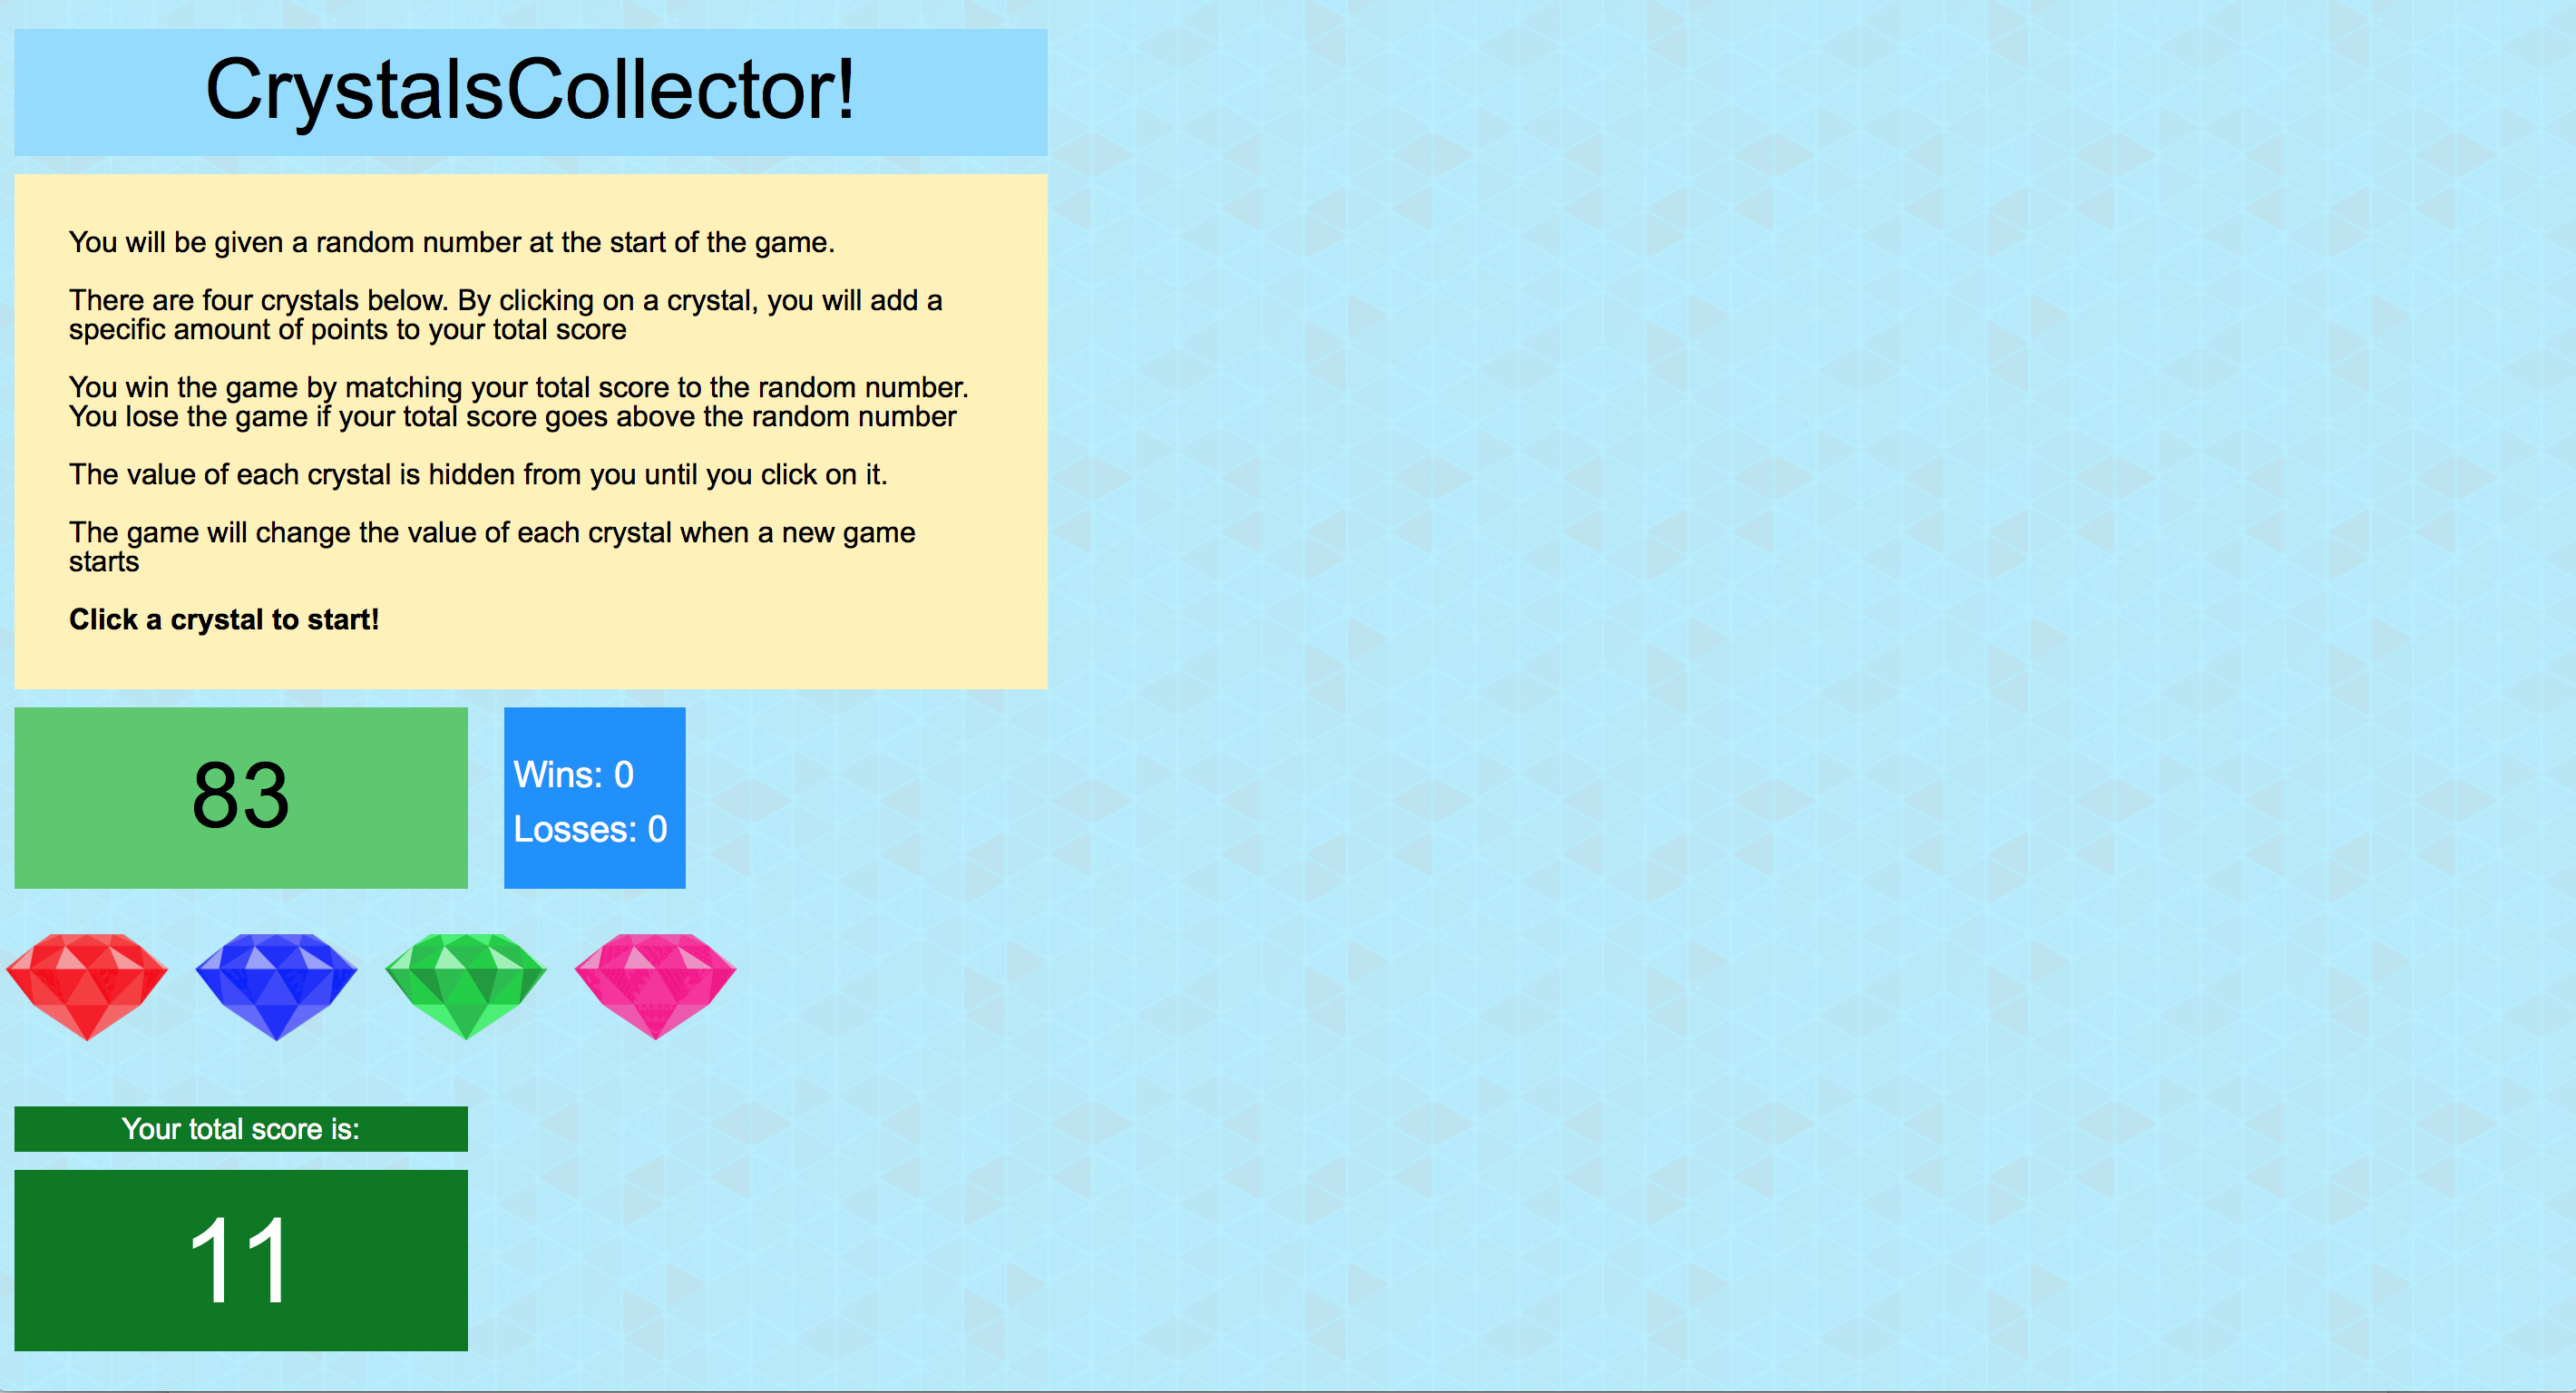 CrystalsCollector!
You will be given a random number at the start of the game.
There are four crystals below. By clicking on a crystal, you will add a
specific amount of points to your total score
You win the game by matching your total score to the random number.
You lose the game if your total score goes above the random number
The value of each crystal is hidden from you until you click on it.
The game will change the value of each crystal when a new game
starts
Click a crystal to start!
83
Wins: 0
Losses: 0
Your total score is:
11